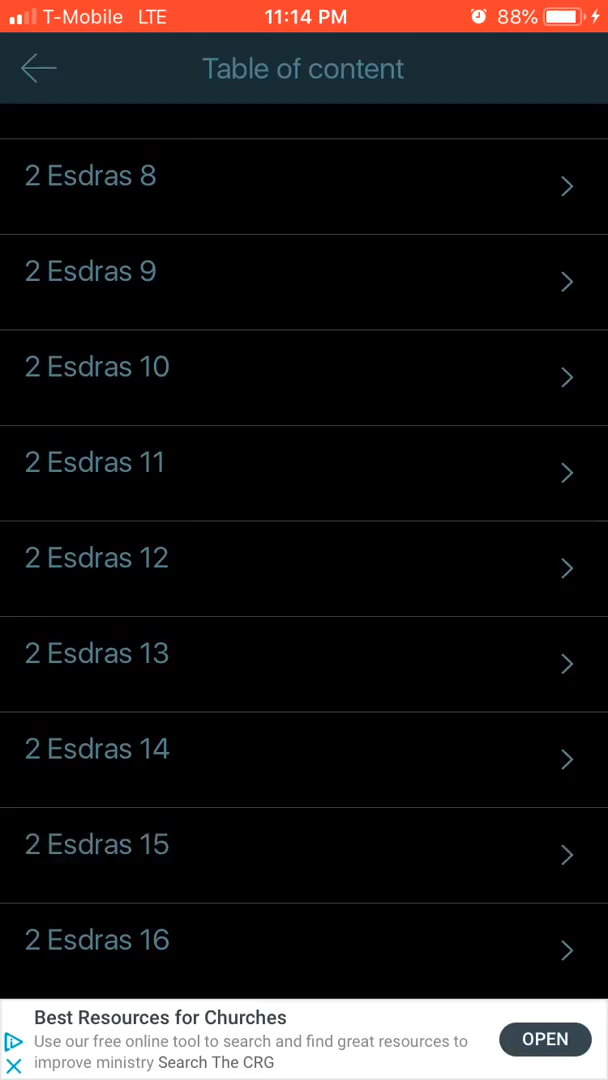 T-Mobile LTE 11:14 PM 88%
Table of content
2 Esdras 8
2 Esdras 9
2 Esdras 10
2 Esdras 11
2 Esdras 12
2 Esdras 13
2 Esdras 14
2 Esdras 15
2 Esdras 16
Best Resources for Churches
Use our free online tool to search and find great resources to
improve ministry Search The CRG
OPEN